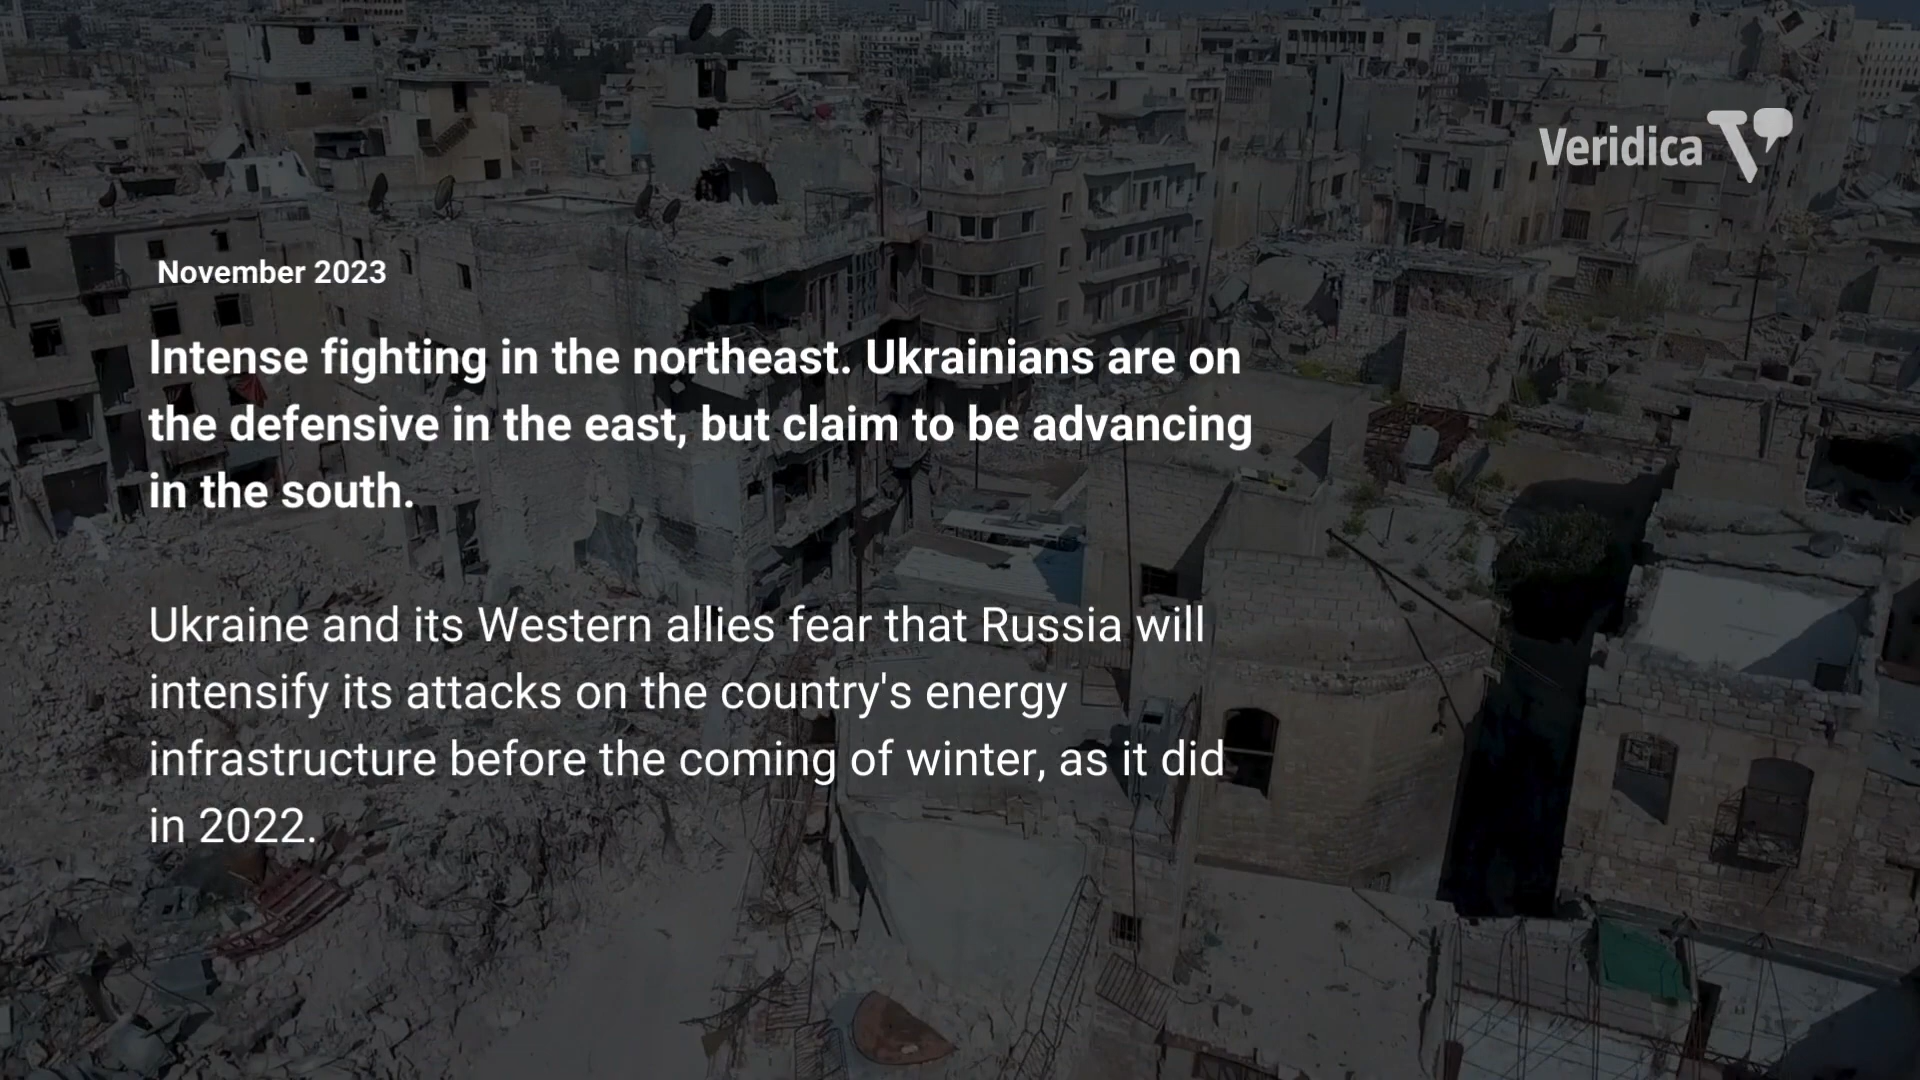 Veridica
November 2023
Intense fighting in the northeast. Ukrainians are on
the defensive in the east, but claim to be advancing
in the south.
Ukraine and its Western allies fear that Russia will
intensify its attacks on the country's energy
infrastructure before the coming of winter, as it did
in 2022.